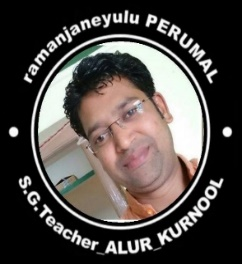 ramanjaneyulu PERUMAL
S.G.Teacher_ALUR_KURNOOL